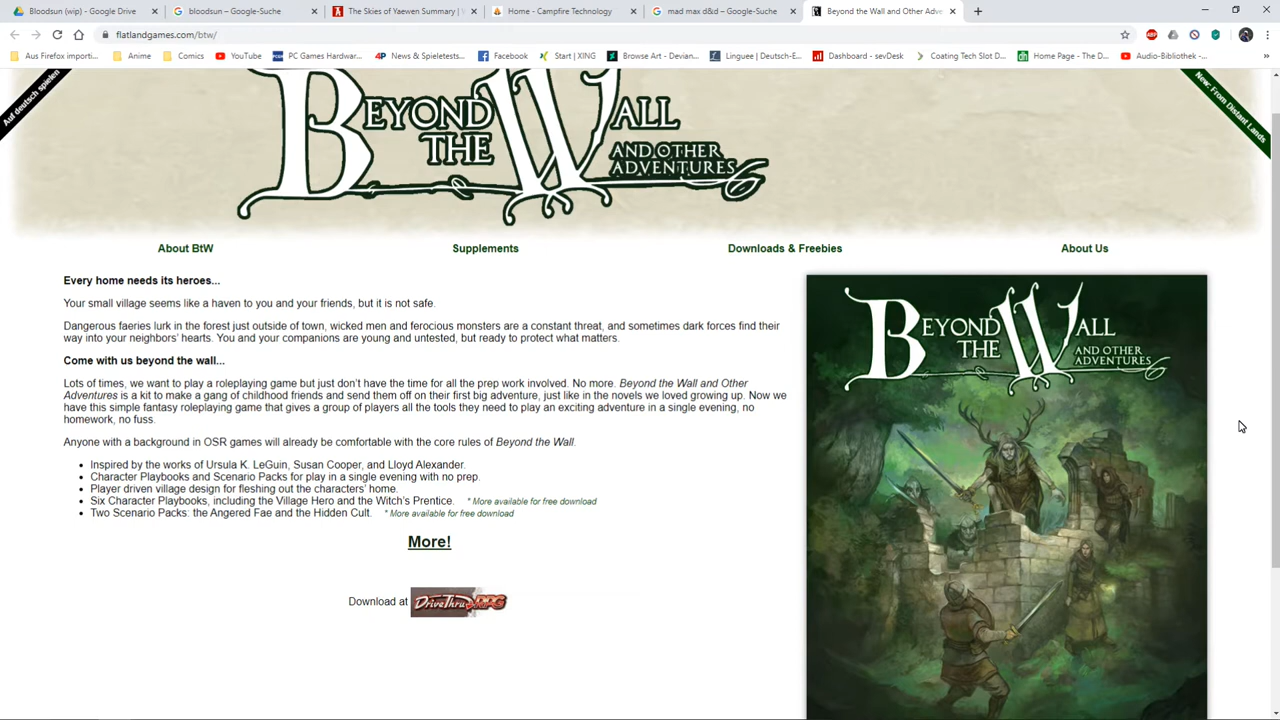 Bloodsun (wip) – Google Drive
bloodsun – Google-Suche
The Skies of Yaewen Summary | W
Home - Campfire Technology
mad max d&d – Google-Suche
Beyond the Wall and Other Adve
flatlandgames.com/btw/
Aus Firefox importi...
Anime
Comics
YouTube
PC Games Hardwar...
4P News & Spieletests...
Facebook
Start | XING
Browse Art - Devian...
Linguee | Deutsch-E...
Dashboard - sevDesk
Coating Tech Slot D...
Home Page - The D...
Audio-Bibliothek -...
Auf deutsch spielen
New: From Distant Lands
BEYOND THE WALL
AND OTHER
ADVENTURES
About BtW
Supplements
Downloads & Freebies
About Us
Every home needs its heroes...
Your small village seems like a haven to you and your friends, but it is not safe.
Dangerous faeries lurk in the forest just outside of town, wicked men and ferocious monsters are a constant threat, and sometimes dark forces find their
way into your neighbors' hearts. You and your companions are young and untested, but ready to protect what matters.
Come with us beyond the wall...
Lots of times, we want to play a roleplaying game but just don't have the time for all the prep work involved. No more. Beyond the Wall and Other
Adventures is a kit to make a gang of childhood friends and send them off on their first big adventure, just like in the novels we loved growing up. Now we
have this simple fantasy roleplaying game that gives a group of players all the tools they need to play an exciting adventure in a single evening, no
homework, no fuss.
Anyone with a background in OSR games will already be comfortable with the core rules of Beyond the Wall.
• Inspired by the works of Ursula K. LeGuin, Susan Cooper, and Lloyd Alexander.
• Character Playbooks and Scenario Packs for play in a single evening with no prep.
• Player driven village design for fleshing out the characters' home.
• Six Character Playbooks, including the Village Hero and the Witch's Prentice. * More available for free download
• Two Scenario Packs: the Angered Fae and the Hidden Cult. * More available for free download
More!
Download at DriveThruRPG
BEYOND THE WALL
AND OTHER
ADVENTURES